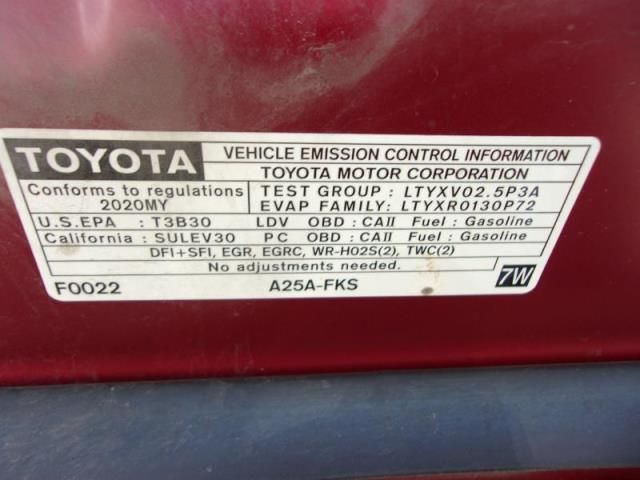 TOYOTA
VEHICLE EMISSION CONTROL INFORMATION
TOYOTA MOTOR CORPORATION
Conforms to regulations
2020MY
TEST GROUP : LTYXV02.5P3A
EVAP FAMILY: LTYXR0130P72
U.S.EPA : T3B30 LDV OBD : CAII Fuel : Gasoline
California : SULEV30 PC OBD : CAII Fuel : Gasoline
DFI+SFI, EGR, EGRC, WR-HO2S(2), TWC(2)
No adjustments needed.
F0022 A25A-FKS 7W